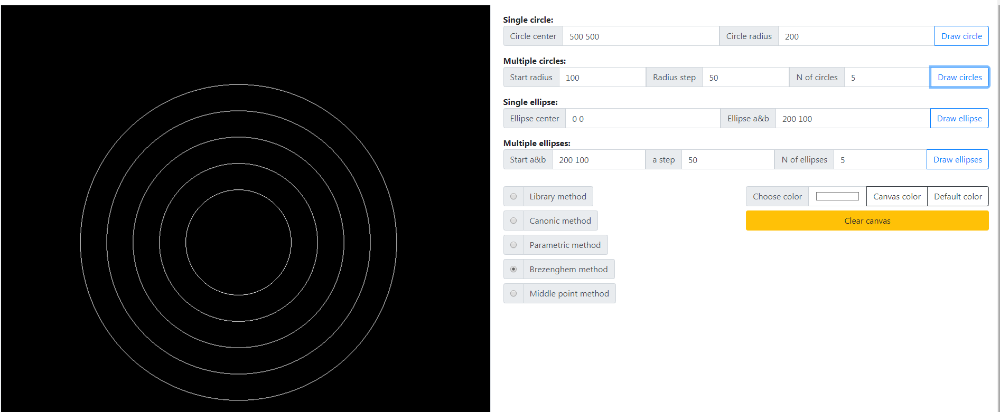 Single circle:
Circle center 500 500 Circle radius 200 Draw circle
Multiple circles:
Start radius 100 Radius step 50 N of circles 5 Draw circles
Single ellipse:
Ellipse center 0 0 Ellipse a&b 200 100 Draw ellipse
Multiple ellipses:
Start a&b 200 100 a step 50 N of ellipses 5 Draw ellipses
Library method Choose color Canvas color Default color
Canonic method Clear canvas
Parametric method
Brezenghem method
Middle point method